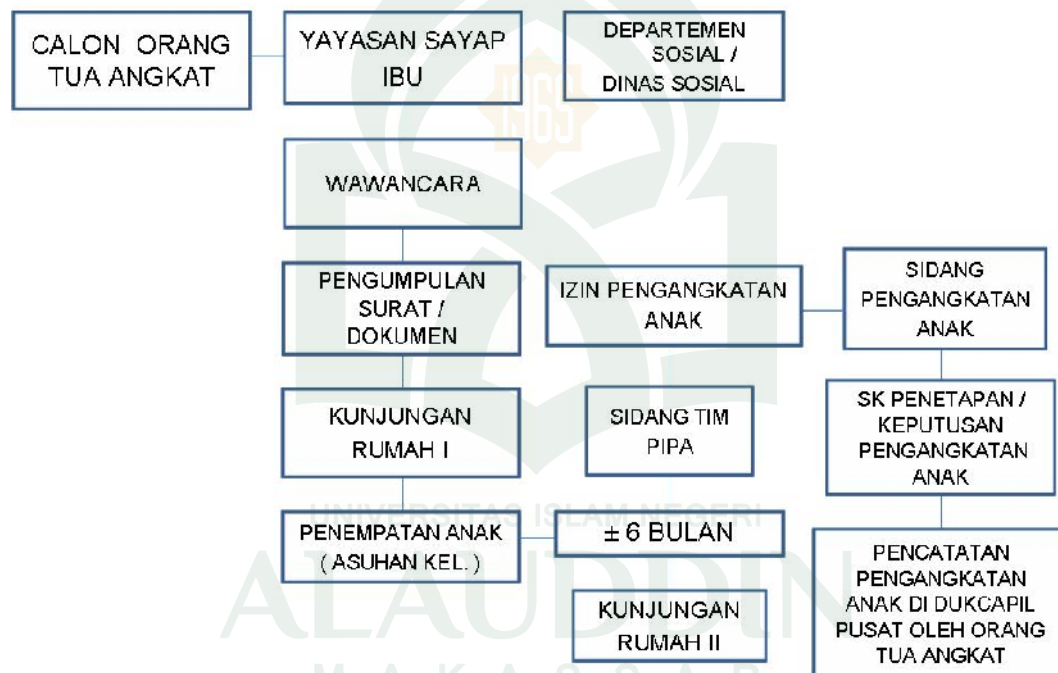 CALON ORANG
TUA ANGKAT
YAYASAN SAYAP
IBU
DEPARTEMEN
SOSIAL /
DINAS SOSIAL
1965
WAWANCARA
PENGUMPULAN
SURAT /
DOKUMEN
IZIN PENGANGKATAN
ANAK
SIDANG
PENGANGKATAN
ANAK
KUNJUNGAN
RUMAH I
SIDANG TIM
PIPA
SK PENETAPAN /
KEPUTUSAN
PENGANGKATAN
ANAK
UNIVERSITAS ISLAM NEGERI
PENEMPATAN ANAK
( ASUHAN KEL. )
± 6 BULAN
KUNJUNGAN
RUMAH II
PENCATATAN
PENGANGKATAN
ANAK DI DUKCAPIL
PUSAT OLEH ORANG
TUA ANGKAT
ALAUDDIN
MAKASSAR